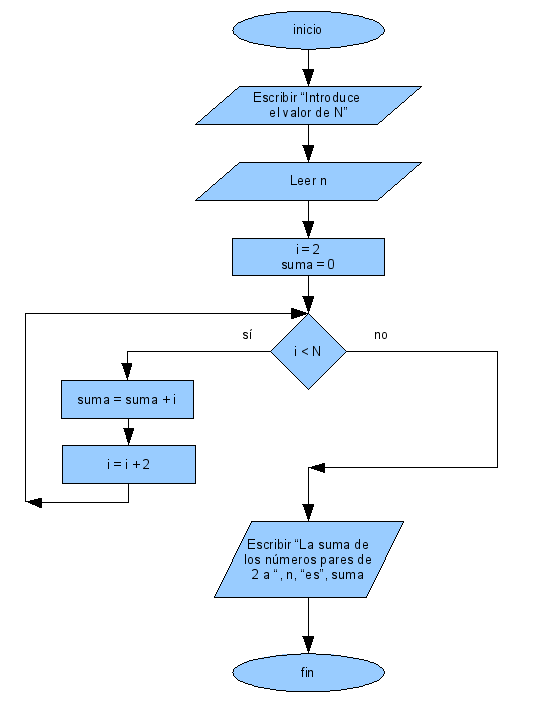 inicio
Escribir “Introduce
el valor de N”
Leer n
i = 2
suma = 0
sí
no
i < N
suma = suma + i
i = i + 2
Escribir “La suma de
los números pares de
2 a “, n, “es”, suma
fin